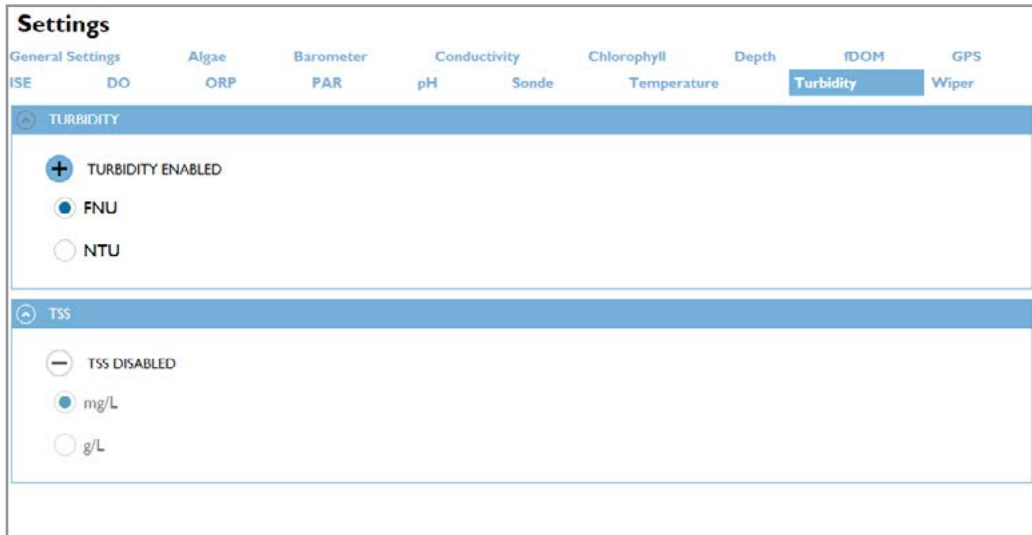 Settings
General Settings Algae Barometer Conductivity Chlorophyll Depth fDOM GPS
ISE DO ORP PAR pH Sonde Temperature Turbidity Wiper
TURBIDITY
TURBIDITY ENABLED
FNU
NTU
TSS
TSS DISABLED
mg/L
g/L